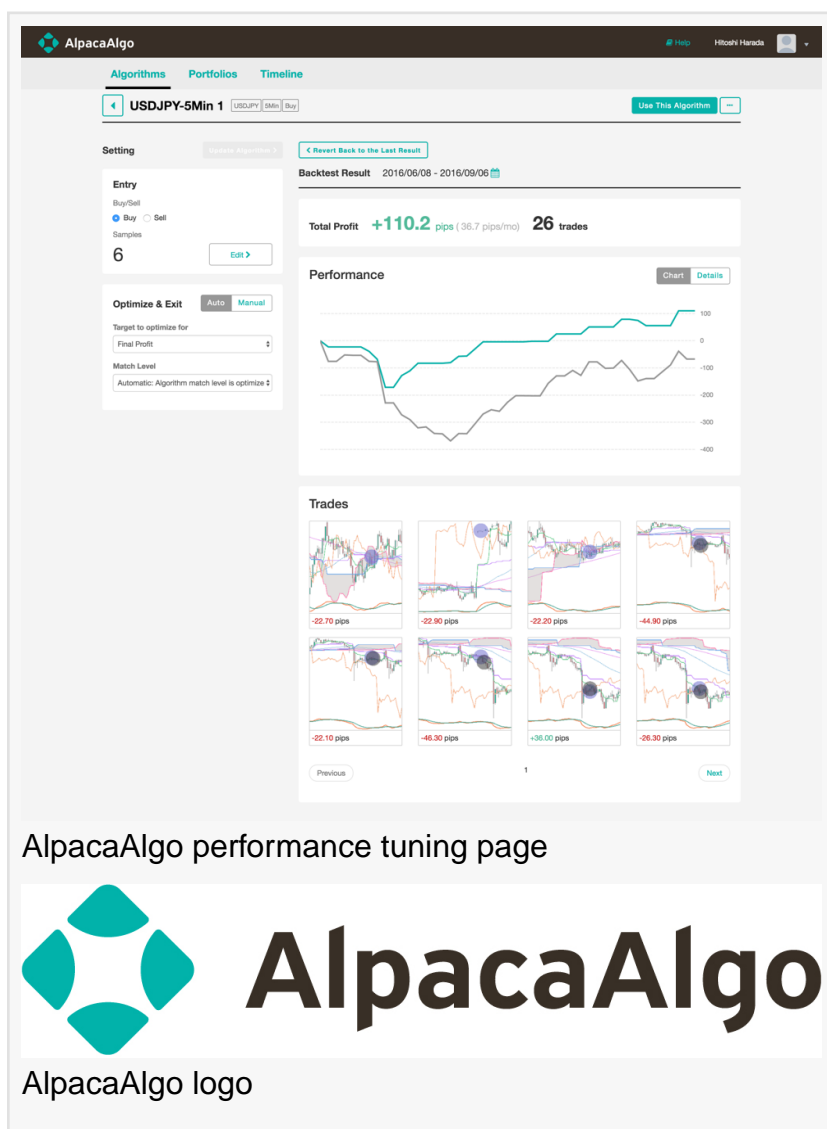 AlpacaAlgo
Help
Hitoshi Harada
Algorithms Portfolios Timeline
USDJPY-5Min 1 USDJPY 5Min Buy
Use This Algorithm ...
Setting
Update Algorithm
Revert Back to the Last Result
Backtest Result 2016/06/08 - 2016/09/06
Entry
Buy/Sell
Buy Sell
Samples
6
Edit
Total Profit +110.2 pips ( 36.7 pips/mo) 26 trades
Optimize & Exit Auto Manual
Target to optimize for
Final Profit
Match Level
Automatic: Algorithm match level is optimize
Performance
Chart Details
100
0
-100
-200
-300
-400
Trades
-22.70 pips
-22.90 pips
-22.20 pips
-44.90 pips
-22.10 pips
-46.30 pips
+36.00 pips
-26.30 pips
Previous
1
Next
AlpacaAlgo performance tuning page
AlpacaAlgo
AlpacaAlgo logo